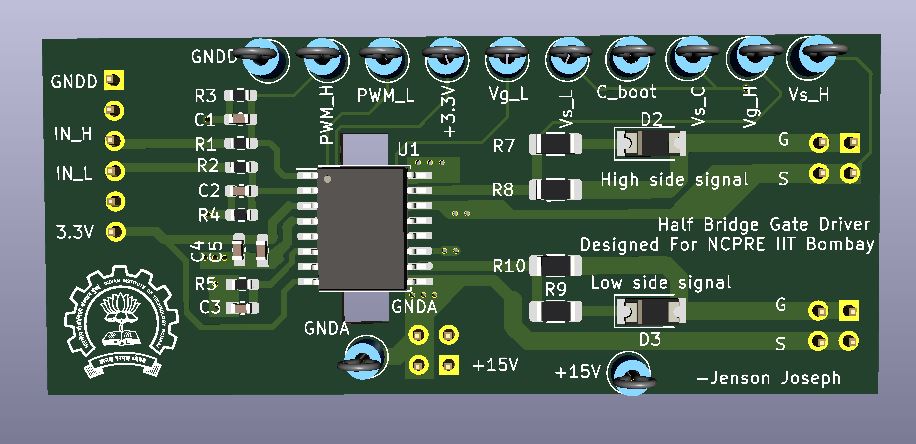 GNDD
GNDD
IN_H
IN_L
3.3V
R3
C1
R1
R2
C2
R4
C4
C5
R5
C3
PWM_H
PWM_L
+3.3V
Vg_L
Vs_L
C_boot
Vs_C
Vg_H
Vs_H
U1
R7
D2
G
R8
High side signal
S
Half Bridge Gate Driver
Designed For NCPRE IIT Bombay
R10
R9
Low side signal
G
D3
S
GNDA
GNDA
+15V
+15V
-Jenson Joseph